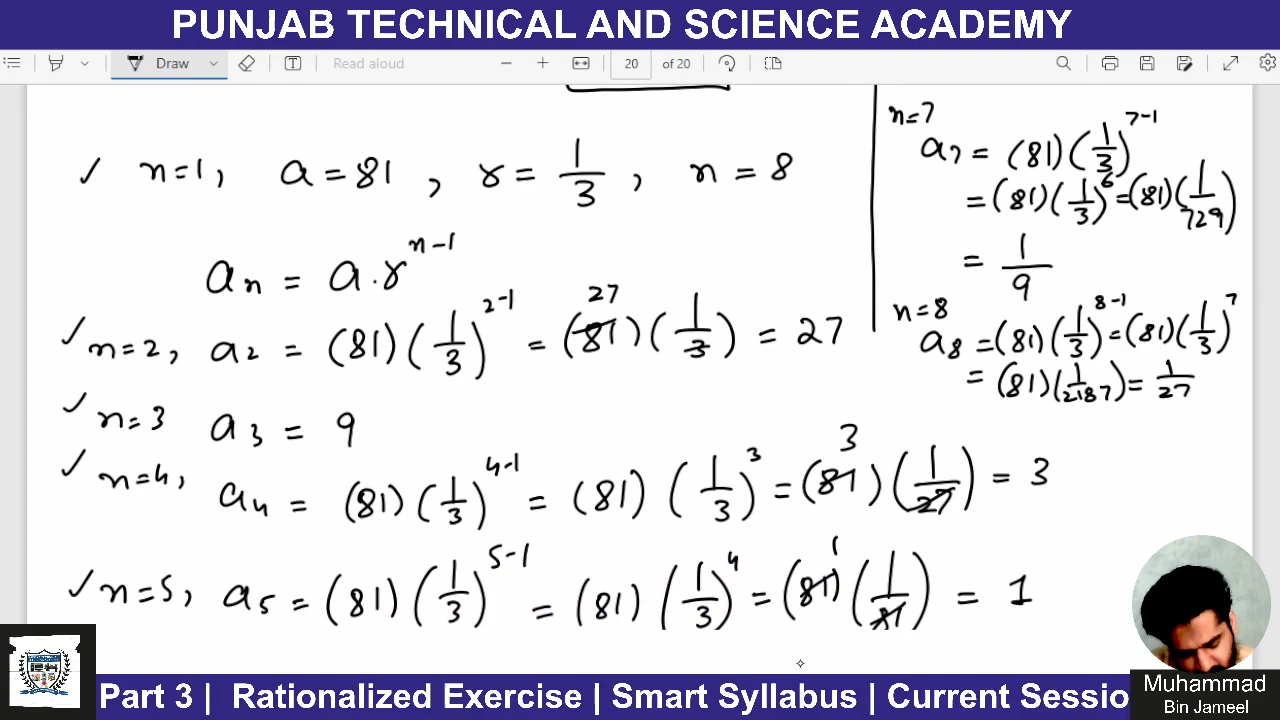 PUNJAB TECHNICAL AND SCIENCE ACADEMY
Draw Read aloud 20 of 20
✓ n=1, a=81, r=1/3, n=8
aₙ = a.rⁿ⁻¹
✓ n=2, a₂ = (81)(1/3)²⁻¹ = (81)(1/3) = 27
27
✓ n=3 a₃ = 9
✓ n=4, a₄ = (81)(1/3)⁴⁻¹ = (81)(1/3)³ = (81)(1/27) = 3
3
✓ n=5, a₅ = (81)(1/3)⁵⁻¹ = (81)(1/3)⁴ = (81)(1/81) = 1
1
n=7
a₇ = (81)(1/3)⁷⁻¹
= (81)(1/3)⁶ = (81)(1/729)
= 1/9
n=8
a₈ = (81)(1/3)⁸⁻¹ = (81)(1/3)⁷
= (81)(1/2187) = 1/27
Part 3 | Rationalized Exercise | Smart Syllabus | Current Sessio
Muhammad
Bin Jameel